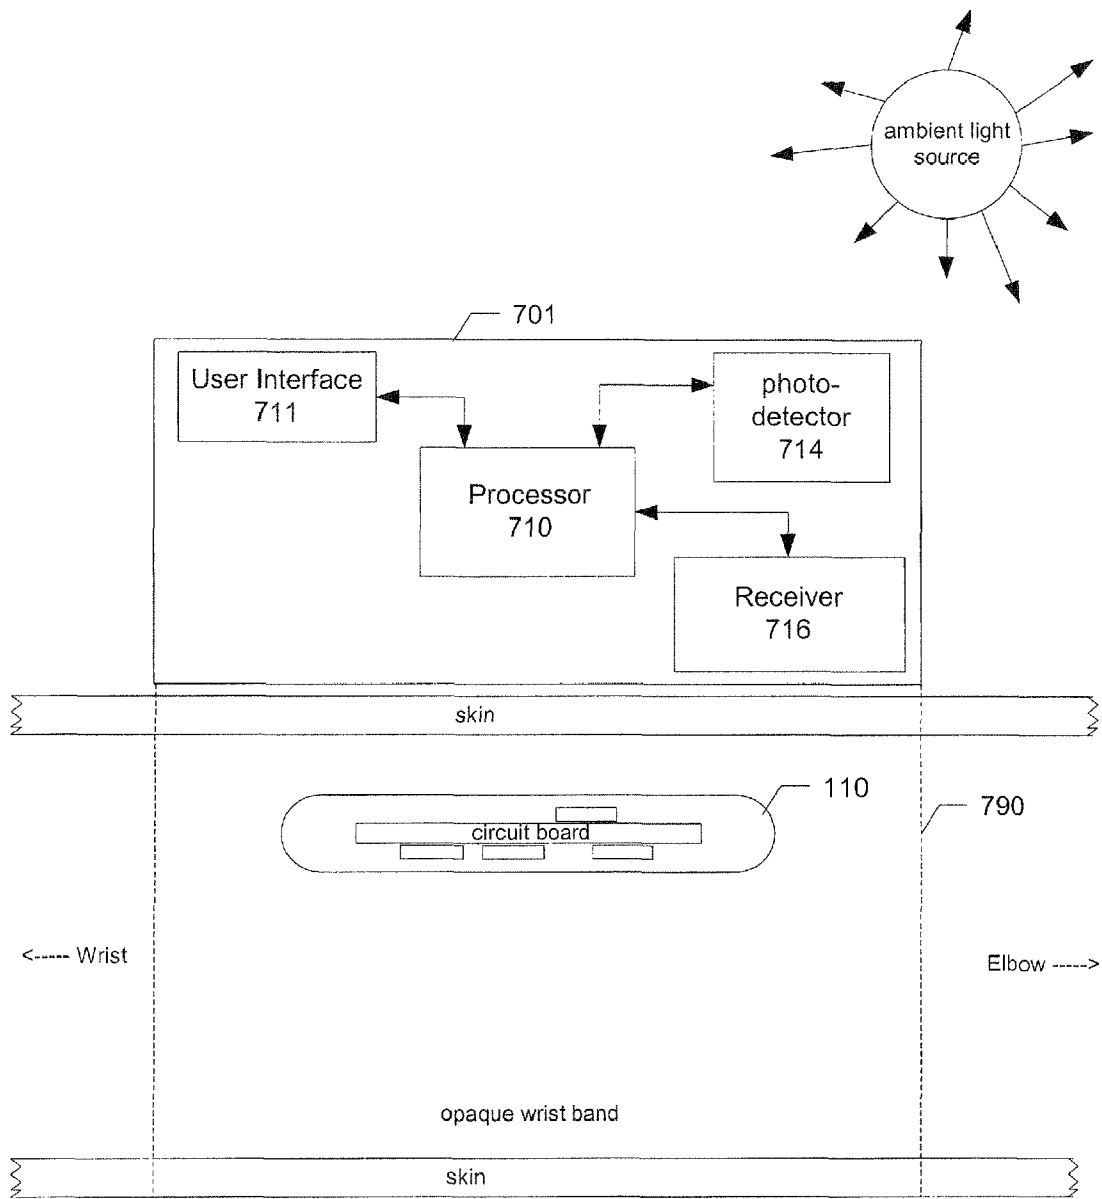 ambient light
source
701
User Interface
711
photo-
detector
714
Processor
710
Receiver
716
skin
110
circuit board
790
<----- Wrist
Elbow ----->
opaque wrist band
skin